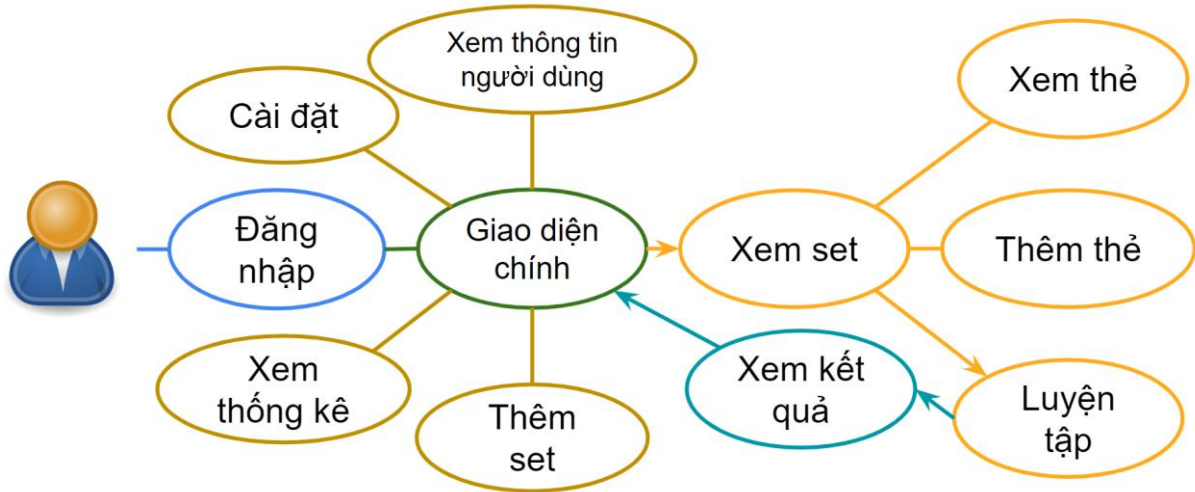 Xem thông tin
người dùng
Cài đặt
Xem thẻ
Đăng
nhập
Giao diện
chính
Xem set
Thêm thẻ
Xem
thống kê
Thêm
set
Xem kết
quả
Luyện
tập